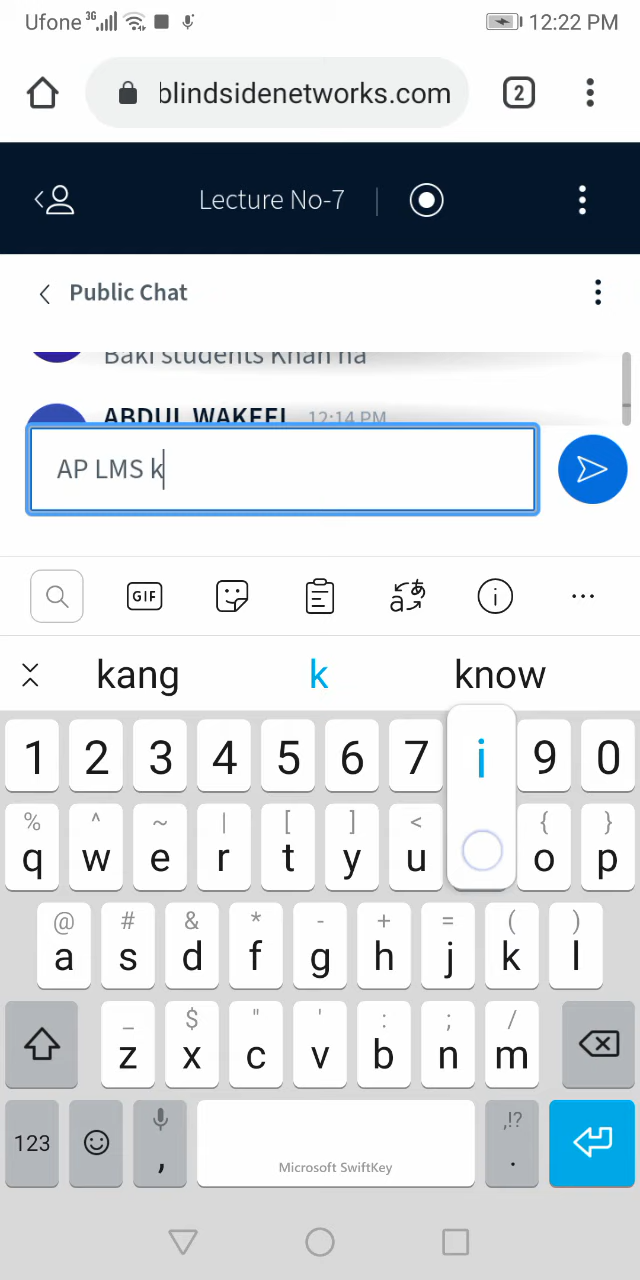 Ufone 3G 12:22 PM
blindsidenetworks.com 2
Lecture No-7
Public Chat
Baki students Khan ha
ABDUL WAKEEL 12:14 PM
AP LMS k
GIF
kang k know
1 2 3 4 5 6 7 i 9 0
% ^ ~ | [ ] < { }
q w e r t y u o p
@ # & * - + = ( )
a s d f g h j k l
_ $ " ' : ; /
z x c v b n m
123 , Microsoft SwiftKey ,!? .